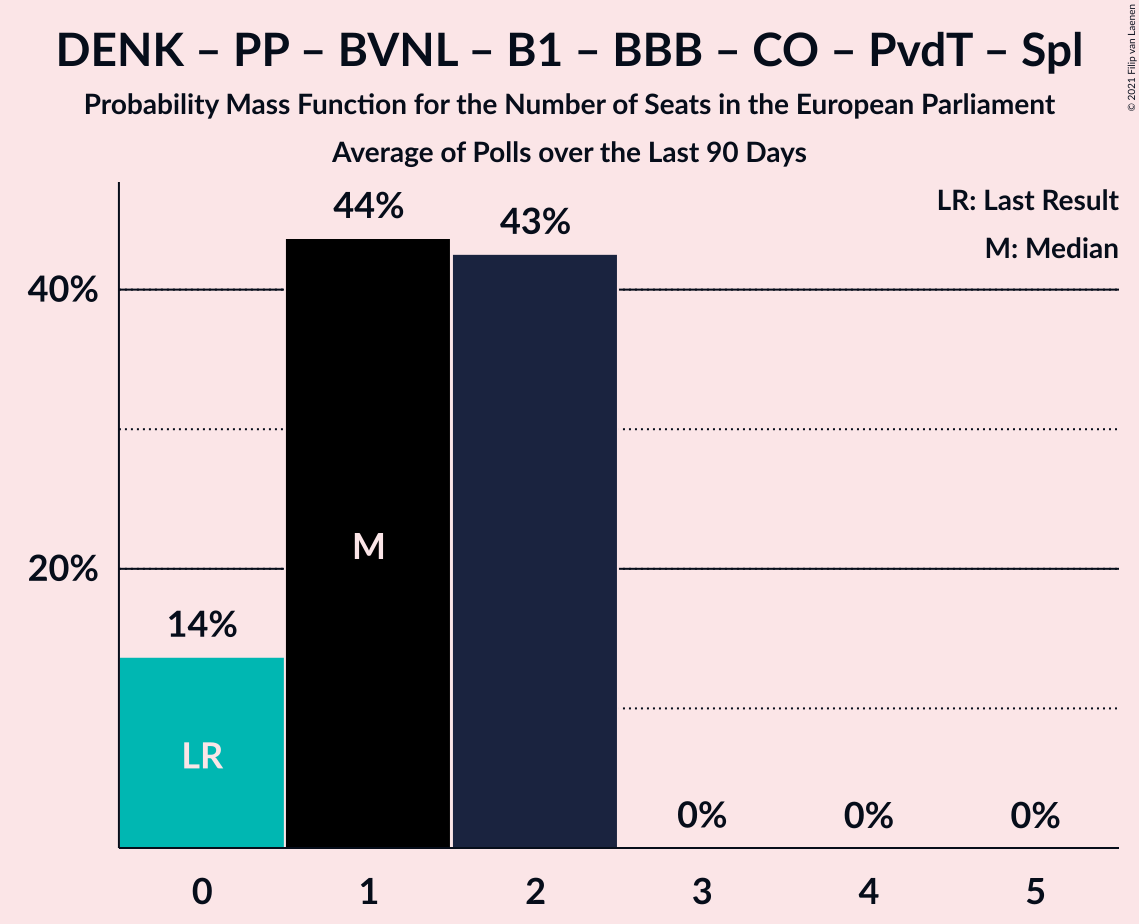 DENK – PP – BVNL – B1 – BBB – CO – PvdT – Spl
Probability Mass Function for the Number of Seats in the European Parliament
Average of Polls over the Last 90 Days
© 2021 Filip van Laenen
LR: Last Result
M: Median
44%
43%
40%
M
20%
14%
LR
0%
0%
0%
0
1
2
3
4
5